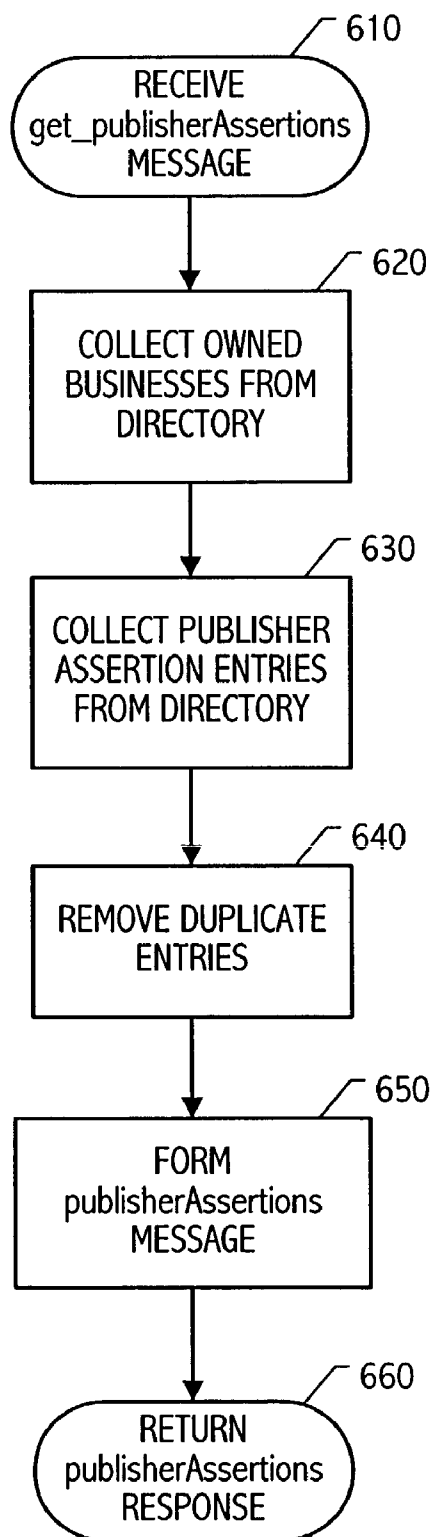 610
RECEIVE
get_publisherAssertions
MESSAGE
620
COLLECT OWNED
BUSINESSES FROM
DIRECTORY
630
COLLECT PUBLISHER
ASSERTION ENTRIES
FROM DIRECTORY
640
REMOVE DUPLICATE
ENTRIES
650
FORM
publisherAssertions
MESSAGE
660
RETURN
publisherAssertions
RESPONSE